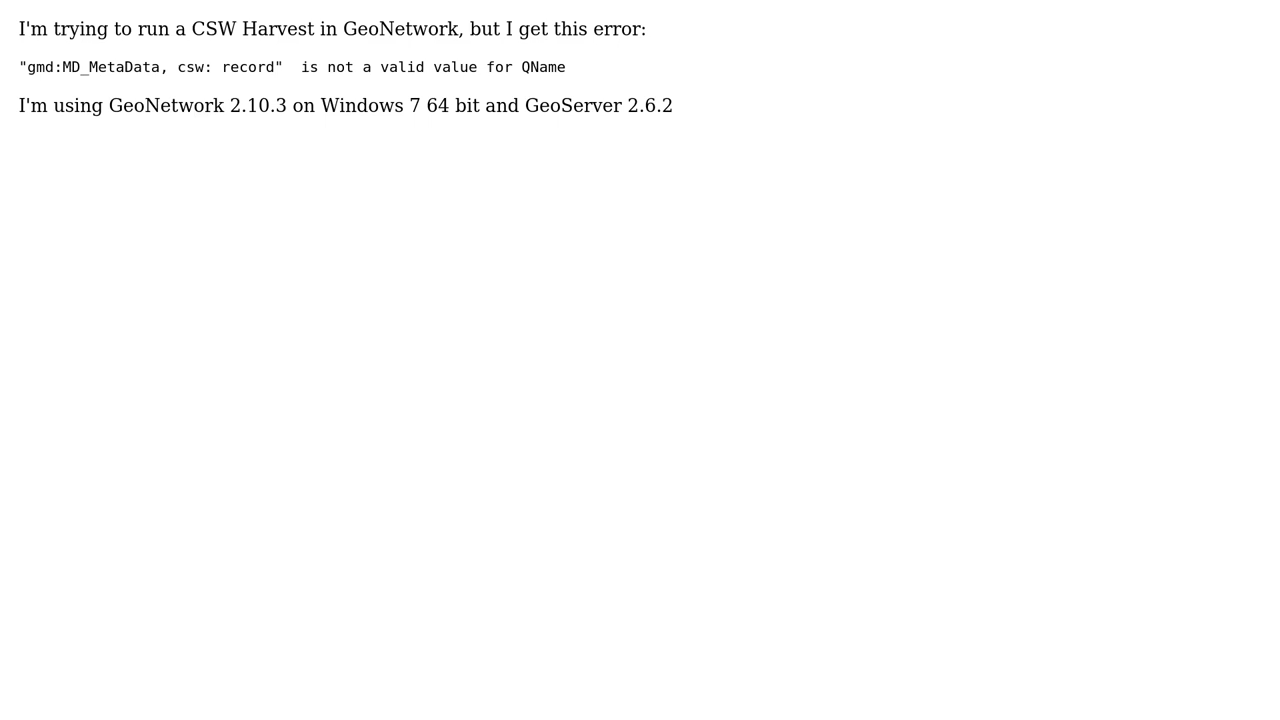 I'm trying to run a CSW Harvest in GeoNetwork, but I get this error:
"gmd:MD_MetaData, csw: record"  is not a valid value for QName
I'm using GeoNetwork 2.10.3 on Windows 7 64 bit and GeoServer 2.6.2